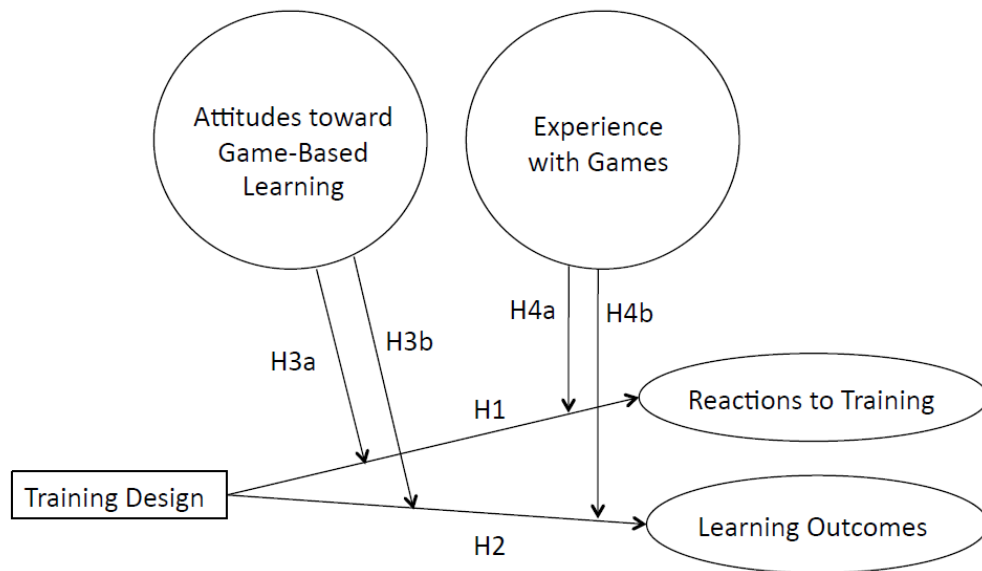 Attitudes toward
Game-Based
Learning
Experience
with Games
H3a
H3b
H4a
H4b
H1
Reactions to Training
Training Design
H2
Learning Outcomes